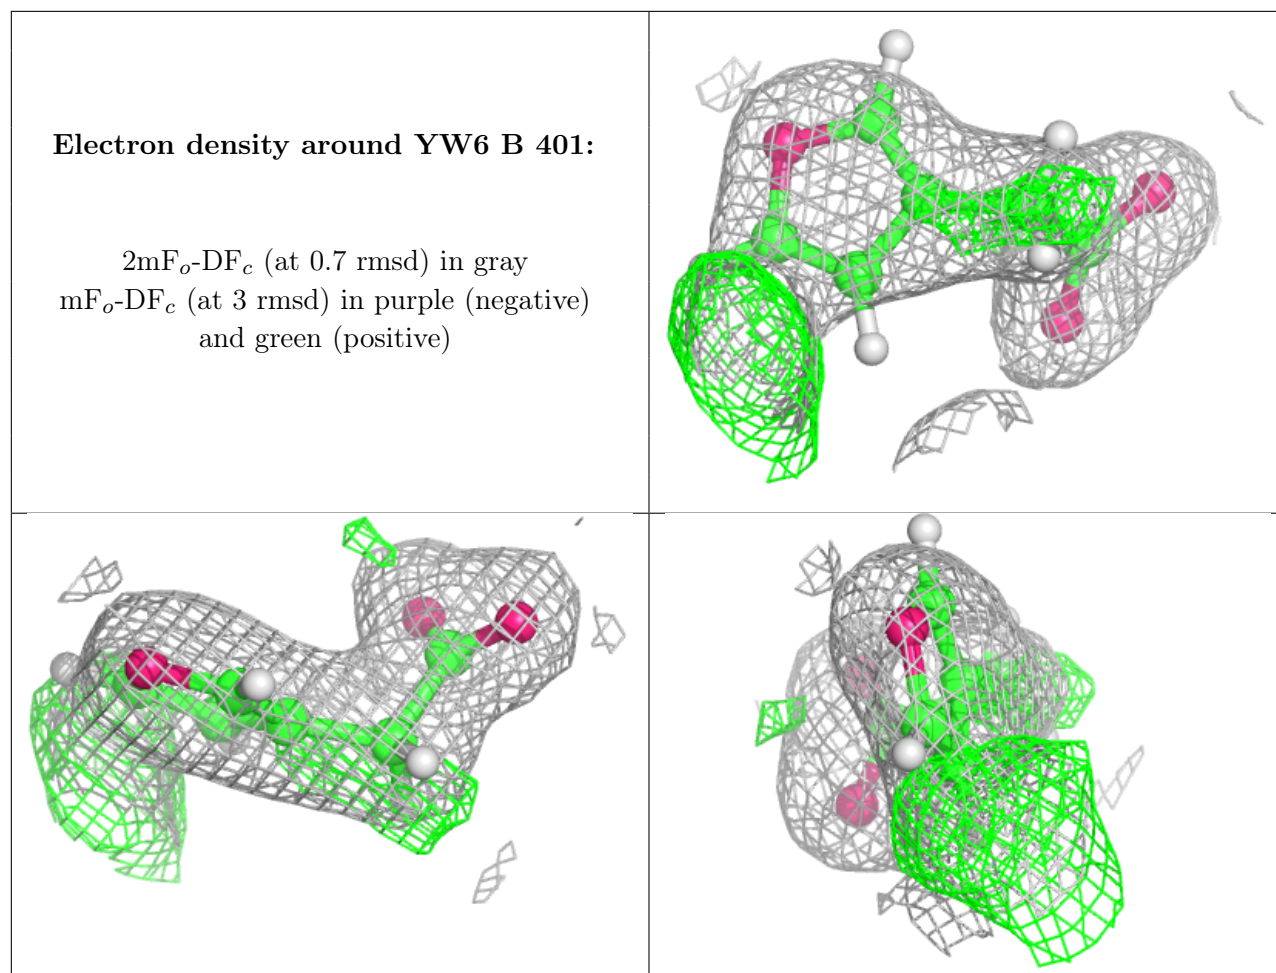 Electron density around YW6 B 401:
2mFo-DFc (at 0.7 rmsd) in gray
mFo-DFc (at 3 rmsd) in purple (negative)
and green (positive)